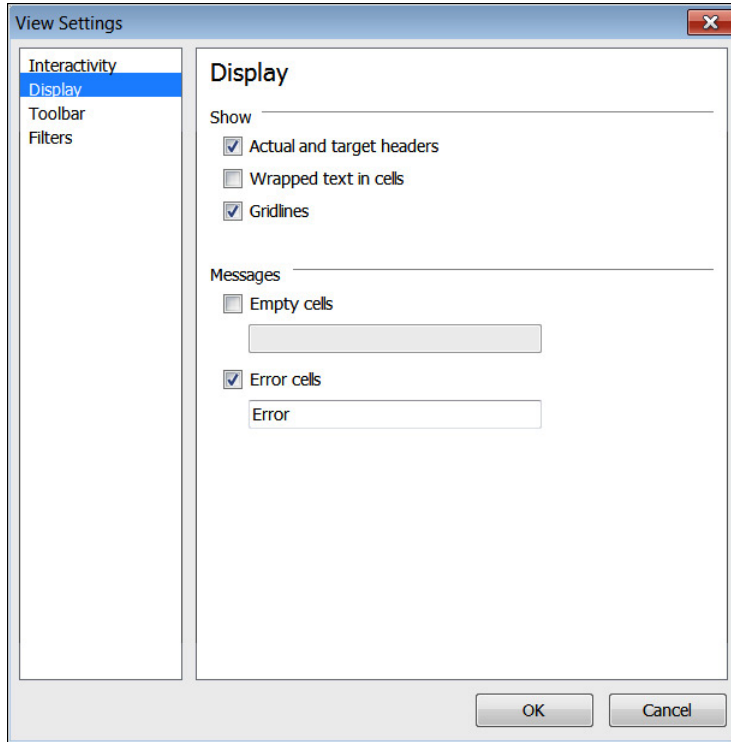 View Settings
Interactivity
Display
Toolbar
Filters
Display
Show
Actual and target headers
Wrapped text in cells
Gridlines
Messages
Empty cells
Error cells
Error
OK
Cancel